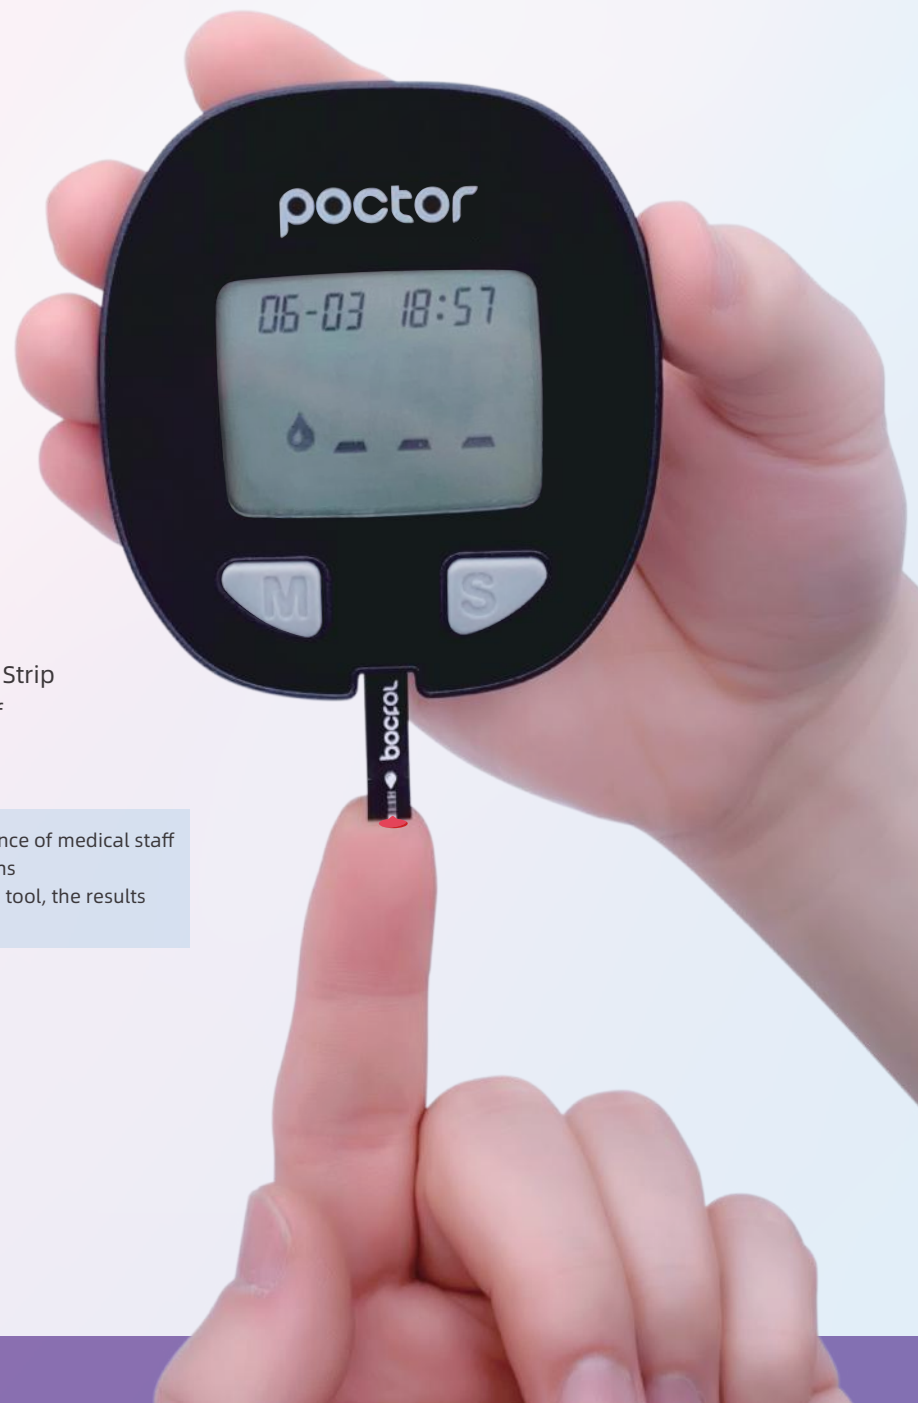 poctor
06-03 18:57
M S
Strip
poctor
nce of medical staff
ns
tool, the results